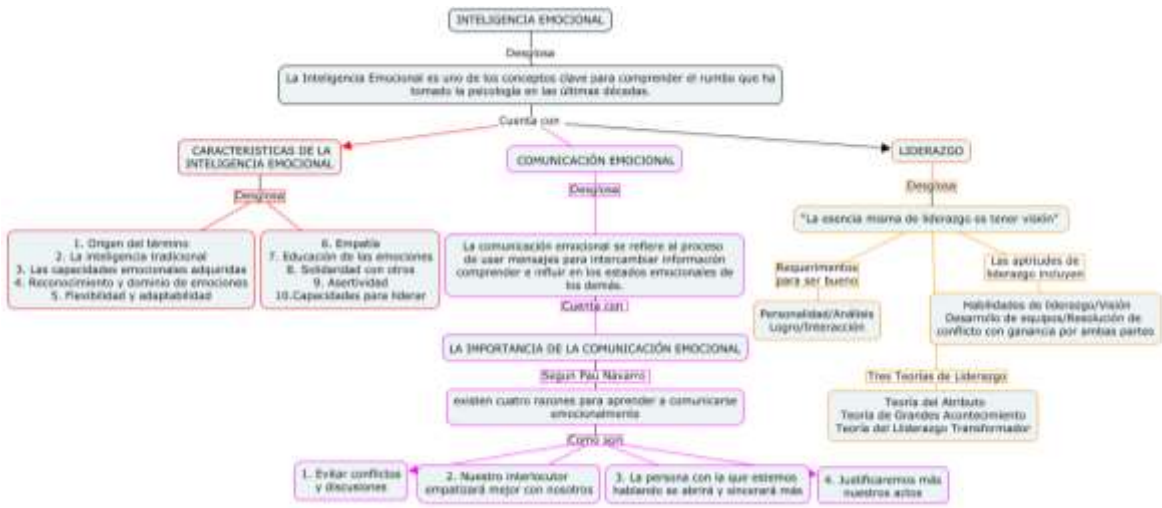 INTELIGENCIA EMOCIONAL
Desglosa
La Inteligencia Emocional es uno de los conceptos clave para comprender el rumbo que ha
tomado la psicología en las últimas décadas.
Cuenta con
CARACTERISTICAS DE LA
INTELIGENCIA EMOCIONAL
Desglosa
1. Origen del término
2. La inteligencia tradicional
3. Las capacidades emocionales adquiridas
4. Reconocimiento y dominio de emociones
5. Flexibilidad y adaptabilidad
6. Empatía
7. Educación de las emociones
8. Solidaridad con otros
9. Asertividad
10.Capacidades para liderar
COMUNICACIÓN EMOCIONAL
Desglosa
La comunicación emocional se refiere al proceso
de usar mensajes para intercambiar información
comprender e influir en los estados emocionales de
los demás.
Cuenta con
LA IMPORTANCIA DE LA COMUNICACIÓN EMOCIONAL
Segun Pau Navarro
existen cuatro razones para aprender a comunicarse
emocionalmente
Como son
1. Evitar conflictos
y discusiones
2. Nuestro interlocutor
empatizará mejor con nosotros
3. La persona con la que estemos
hablando se abrirá y sincerará más
4. Justificaremos más
nuestros actos
LIDERAZGO
Desglosa
"La esencia misma de liderazgo es tener visión"
Requerimentos
para ser bueno
Personalidad/Análisis
Logro/Interacción
Las aptitudes de
liderazgo incluyen
Habilidades de liderazgo/Visión
Desarrollo de equipos/Resolución de
conflicto con ganancia por ambas partes
Tres Teorías de Liderazgo
Teoría del Atributo
Teoría de Grandes Acontecimiento
Teoría del Lliderazgo Transformador